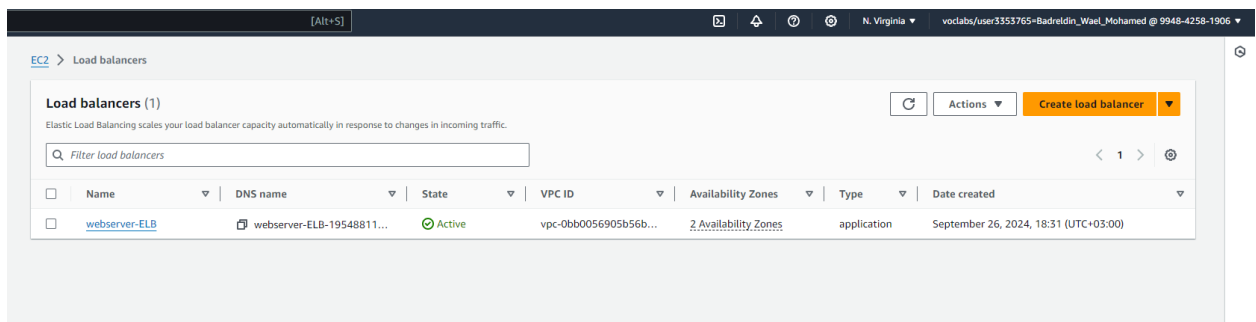 [Alt+S] N. Virginia ▼ voclabs/user3353765=Badreldin_Wael_Mohamed @ 9948-4258-1906 ▼
EC2 > Load balancers
Load balancers (1) Actions ▼ Create load balancer ▼
Elastic Load Balancing scales your load balancer capacity automatically in response to changes in incoming traffic.
Filter load balancers < 1 >
Name DNS name State VPC ID Availability Zones Type Date created
webserver-ELB webserver-ELB-19548811... Active vpc-0bb0056905b56b... 2 Availability Zones application September 26, 2024, 18:31 (UTC+03:00)